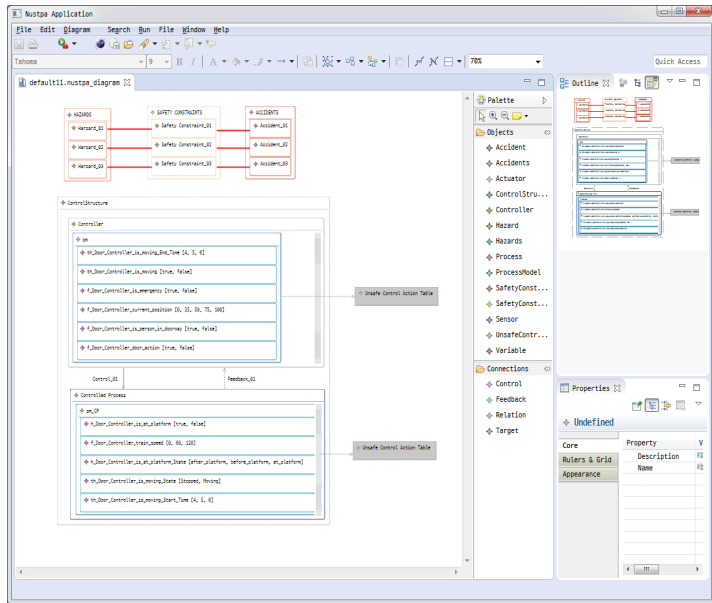 Nustpa Application
File Edit Diagram Search Run File Window Help
Tahoma 9 B I A 70% Quick Access
default11.nustpa_diagram
HAZARDS
Harzard_01
Harzard_02
Harzard_03
SAFETY CONSTRAINTS
Safety Constraint_01
Safety Constraint_02
Safety Constraint_03
ACCIDENTS
Accident_01
Accident_02
Accident_03
ControlStructure
Controller
pm
th_Door_Controller_is_moving_End_Time [4, 5, 6]
th_Door_Controller_is_moving [true, false]
f_Door_Controller_is_emergency [true, false]
f_Door_Controller_current_position [0, 25, 50, 75, 100]
f_Door_Controller_is_person_in_doorway [true, false]
f_Door_Controller_door_action [true, false]
Unsafe Control Action Table
Control_01
Feedback_01
Controlled Process
pm_CP
h_Door_Controller_is_at_platform [true, false]
f_Door_Controller_train_speed [0, 60, 120]
h_Door_Controller_is_at_platform_State [after_platform, before_platform, at_platform]
th_Door_Controller_is_moving_State [Stopped, Moving]
th_Door_Controller_is_moving_Start_Time [4, 5, 6]
Unsafe Control Action Table
Palette
Objects
Accident
Accidents
Actuator
ControlStru...
Controller
Hazard
Hazards
Process
ProcessModel
SafetyConst...
SafetyConst...
Sensor
UnsafeContr...
Variable
Connections
Control
Feedback
Relation
Target
Outline
Properties
Undefined
Core
Rulers & Grid
Appearance
Property V
Description
Name